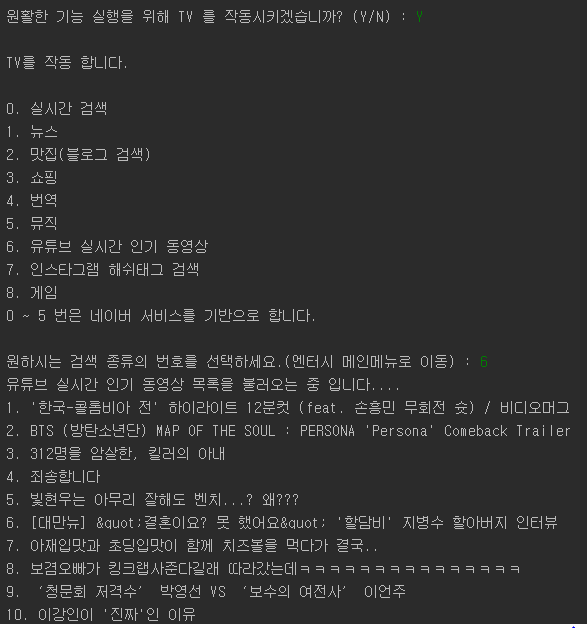 원활한 기능 실행을 위해 TV 를 작동시키겠습니까? (Y/N) : Y
TV를 작동 합니다.
0. 실시간 검색
1. 뉴스
2. 맛집(블로그 검색)
3. 쇼핑
4. 번역
5. 뮤직
6. 유튜브 실시간 인기 동영상
7. 인스타그램 해쉬태그 검색
8. 게임
0 ~ 5 번은 네이버 서비스를 기반으로 합니다.
원하시는 검색 종류의 번호를 선택하세요.(엔터시 메인메뉴로 이동) : 6
유튜브 실시간 인기 동영상 목록을 불러오는 중 입니다....
1. '한국-콜롬비아 전' 하이라이트 12분컷 (feat. 손흥민 무회전 슛) / 비디오머그
2. BTS (방탄소년단) MAP OF THE SOUL : PERSONA 'Persona' Comeback Trailer
3. 312명을 암살한, 킬러의 아내
4. 죄송합니다
5. 빛현우는 아무리 잘해도 벤치...? 왜???
6. [대만뉴] &quot;결혼이요? 못 했어요&quot; '할담비' 지병수 할아버지 인터뷰
7. 아재입맛과 초딩입맛이 함께 치즈볼을 먹다가 결국..
8. 보겸오빠가 킹크랩사준다길래 따라갔는데ㅋㅋㅋㅋㅋㅋㅋㅋㅋㅋㅋㅋㅋㅋㅋ
9. ‘청문회 저격수’ 박영선 VS ‘보수의 여전사’ 이언주
10. 이강인이 '진짜'인 이유